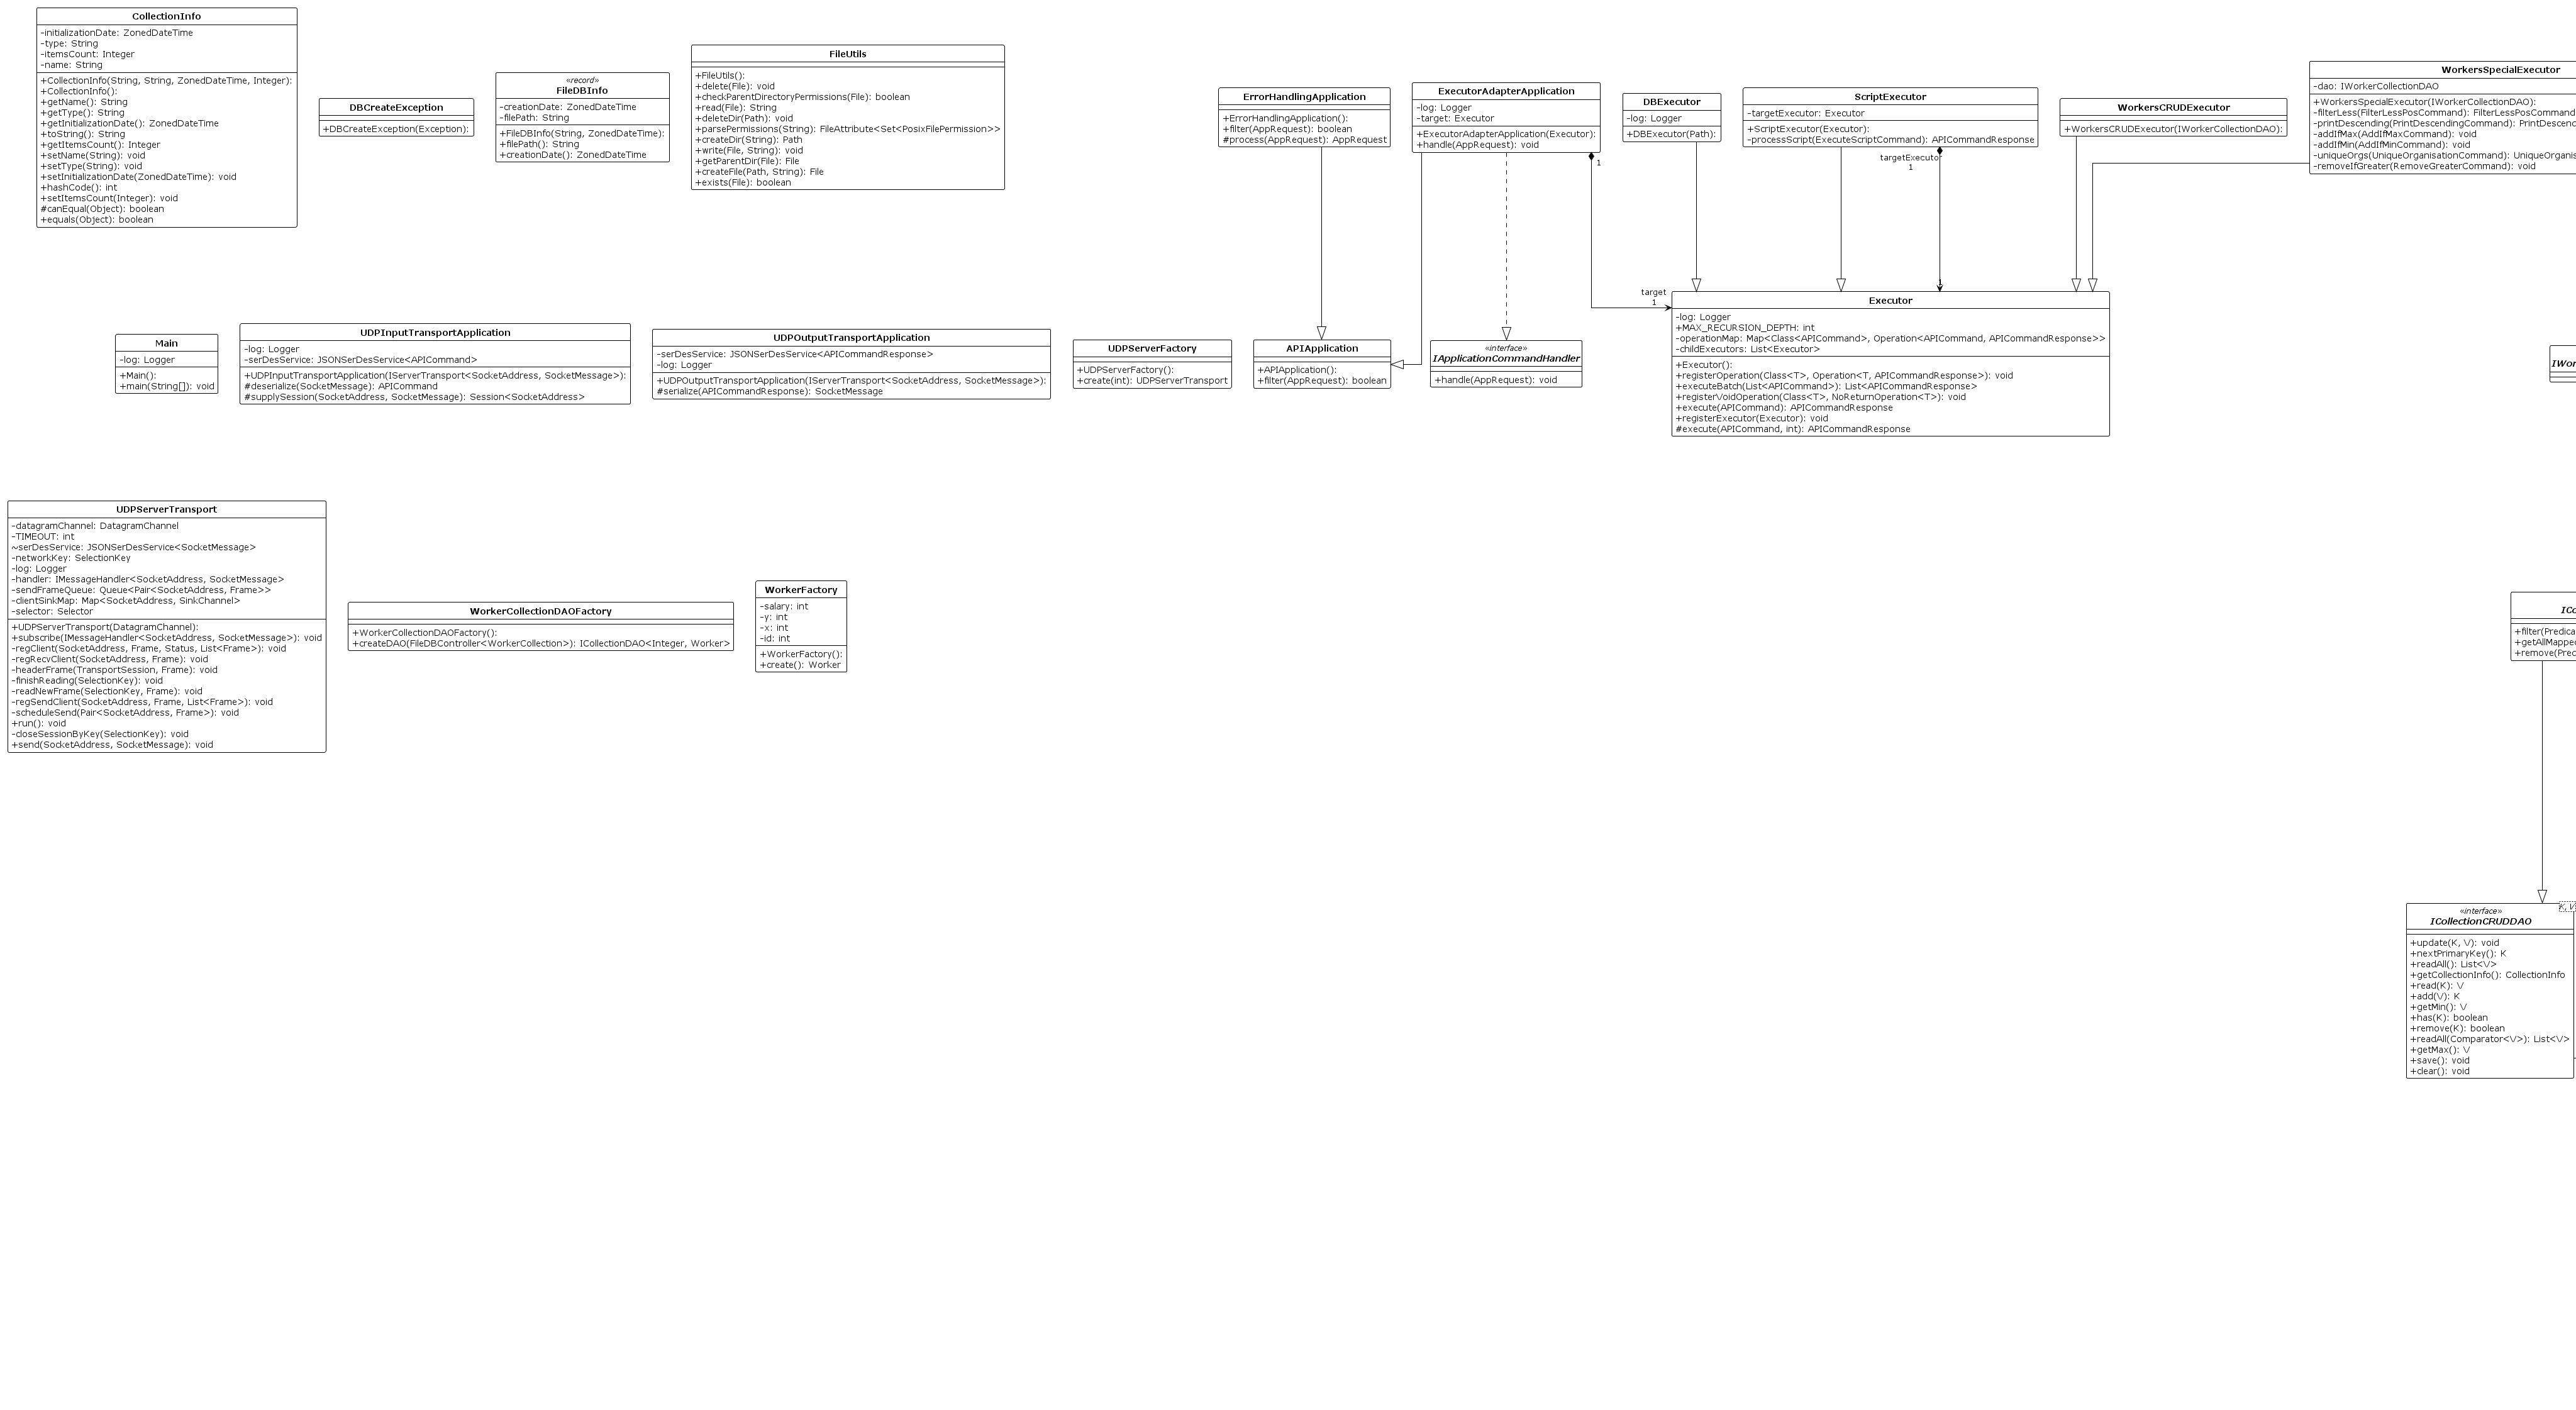 CollectionInfo
-initializationDate: ZonedDateTime
-type: String
-itemsCount: Integer
-name: String
+CollectionInfo(String, String, ZonedDateTime, Integer):
+CollectionInfo():
+getName(): String
+getType(): String
+getInitializationDate(): ZonedDateTime
+toString(): String
+getItemsCount(): Integer
+setName(String): void
+setType(String): void
+setInitializationDate(ZonedDateTime): void
+hashCode(): int
+setItemsCount(Integer): void
#canEqual(Object): boolean
+equals(Object): boolean
DBCreateException
+DBCreateException(Exception):
«record»
FileDBInfo
-creationDate: ZonedDateTime
-filePath: String
+FileDBInfo(String, ZonedDateTime):
+filePath(): String
+creationDate(): ZonedDateTime
FileUtils
+FileUtils():
+delete(File): void
+checkParentDirectoryPermissions(File): boolean
+read(File): String
+deleteDir(Path): void
+parsePermissions(String): FileAttribute<Set<PosixFilePermission>>
+createDir(String): Path
+write(File, String): void
+getParentDir(File): File
+createFile(Path, String): File
+exists(File): boolean
ErrorHandlingApplication
+ErrorHandlingApplication():
+filter(AppRequest): boolean
#process(AppRequest): AppRequest
ExecutorAdapterApplication
-log: Logger
-target: Executor
+ExecutorAdapterApplication(Executor):
+handle(AppRequest): void
1
DBExecutor
-log: Logger
+DBExecutor(Path):
ScriptExecutor
-targetExecutor: Executor
+ScriptExecutor(Executor):
-processScript(ExecuteScriptCommand): APICommandResponse
targetExecutor
1
WorkersCRUDExecutor
+WorkersCRUDExecutor(IWorkerCollectionDAO):
WorkersSpecialExecutor
-dao: IWorkerCollectionDAO
+WorkersSpecialExecutor(IWorkerCollectionDAO):
-filterLess(FilterLessPosCommand): FilterLessPosCommand
-printDescending(PrintDescendingCommand): PrintDescend
-addIfMax(AddIfMaxCommand): void
-addIfMin(AddIfMinCommand): void
-uniqueOrgs(UniqueOrganisationCommand): UniqueOrganis
-removeIfGreater(RemoveGreaterCommand): void
Main
-log: Logger
+Main():
+main(String[]): void
UDPInputTransportApplication
-log: Logger
-serDesService: JSONSerDesService<APICommand>
+UDPInputTransportApplication(IServerTransport<SocketAddress, SocketMessage>):
#deserialize(SocketMessage): APICommand
#supplySession(SocketAddress, SocketMessage): Session<SocketAddress>
UDPOutputTransportApplication
-serDesService: JSONSerDesService<APICommandResponse>
-log: Logger
+UDPOutputTransportApplication(IServerTransport<SocketAddress, SocketMessage>):
#serialize(APICommandResponse): SocketMessage
UDPServerFactory
+UDPServerFactory():
+create(int): UDPServerTransport
APIApplication
+APIApplication():
+filter(AppRequest): boolean
«interface»
IApplicationCommandHandler
+handle(AppRequest): void
target
1
1
Executor
-log: Logger
+MAX_RECURSION_DEPTH: int
-operationMap: Map<Class<APICommand>, Operation<APICommand, APICommandResponse>>
-childExecutors: List<Executor>
+Executor():
+registerOperation(Class<T>, Operation<T, APICommandResponse>): void
+executeBatch(List<APICommand>): List<APICommandResponse>
+registerVoidOperation(Class<T>, NoReturnOperation<T>): void
+execute(APICommand): APICommandResponse
+registerExecutor(Executor): void
#execute(APICommand, int): APICommandResponse
IWor
UDPServerTransport
-datagramChannel: DatagramChannel
-TIMEOUT: int
~serDesService: JSONSerDesService<SocketMessage>
-networkKey: SelectionKey
-log: Logger
-handler: IMessageHandler<SocketAddress, SocketMessage>
-sendFrameQueue: Queue<Pair<SocketAddress, Frame>>
-clientSinkMap: Map<SocketAddress, SinkChannel>
-selector: Selector
+UDPServerTransport(DatagramChannel):
+subscribe(IMessageHandler<SocketAddress, SocketMessage>): void
-regClient(SocketAddress, Frame, Status, List<Frame>): void
-regRecvClient(SocketAddress, Frame): void
-headerFrame(TransportSession, Frame): void
-finishReading(SelectionKey): void
-readNewFrame(SelectionKey, Frame): void
-regSendClient(SocketAddress, Frame, List<Frame>): void
-scheduleSend(Pair<SocketAddress, Frame>): void
+run(): void
-closeSessionByKey(SelectionKey): void
+send(SocketAddress, SocketMessage): void
WorkerCollectionDAOFactory
+WorkerCollectionDAOFactory():
+createDAO(FileDBController<WorkerCollection>): ICollectionDAO<Integer, Worker>
WorkerFactory
-salary: int
-y: int
-x: int
-id: int
+WorkerFactory():
+create(): Worker
ICo
+filter(Predica
+getAllMapped
+remove(Pred
«interface»
ICollectionCRUDDAO
K, V
+update(K, V): void
+nextPrimaryKey(): K
+readAll(): List<V>
+getCollectionInfo(): CollectionInfo
+read(K): V
+add(V): K
+getMin(): V
+has(K): boolean
+remove(K): boolean
+readAll(Comparator<V>): List<V>
+getMax(): V
+save(): void
+clear(): void